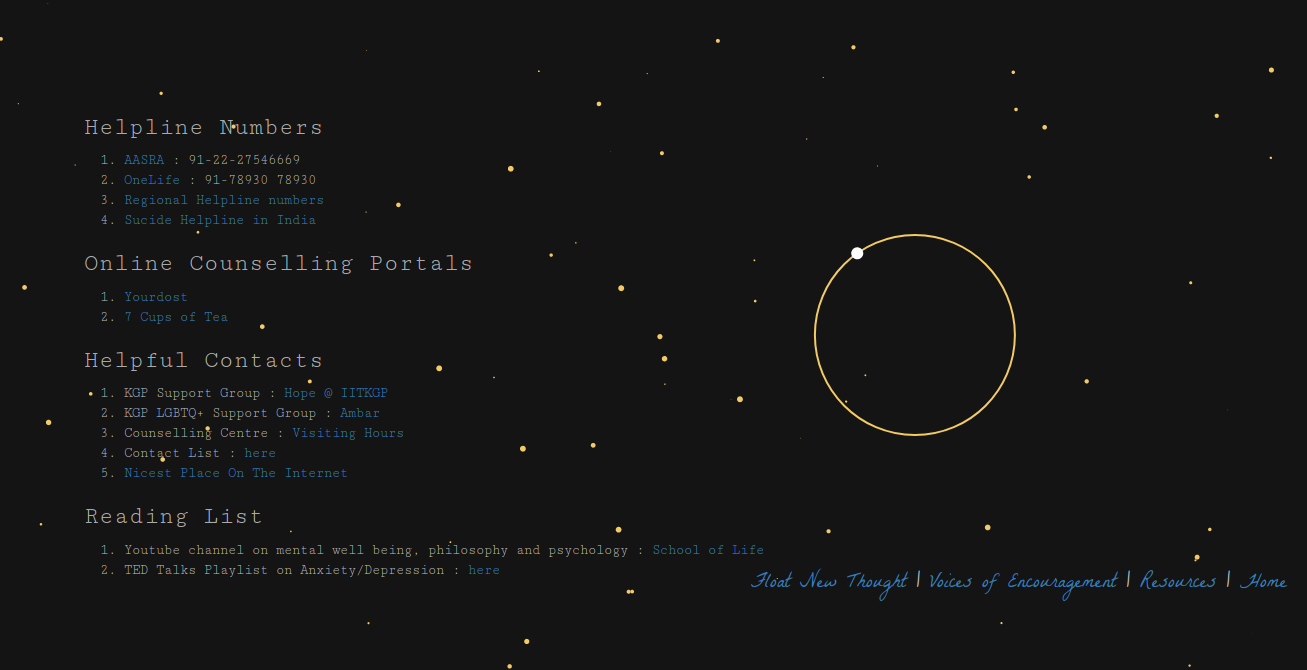 Helpline Numbers
1. AASRA : 91-22-27546669
2. OneLife : 91-78930 78930
3. Regional Helpline numbers
4. Sucide Helpline in India
Online Counselling Portals
1. Yourdost
2. 7 Cups of Tea
Helpful Contacts
1. KGP Support Group : Hope @ IITKGP
2. KGP LGBTQ+ Support Group : Ambar
3. Counselling Centre : Visiting Hours
4. Contact List : here
5. Nicest Place On The Internet
Reading List
1. Youtube channel on mental well being, philosophy and psychology : School of Life
2. TED Talks Playlist on Anxiety/Depression : here
Float New Thought | Voices of Encouragement | Resources | Home